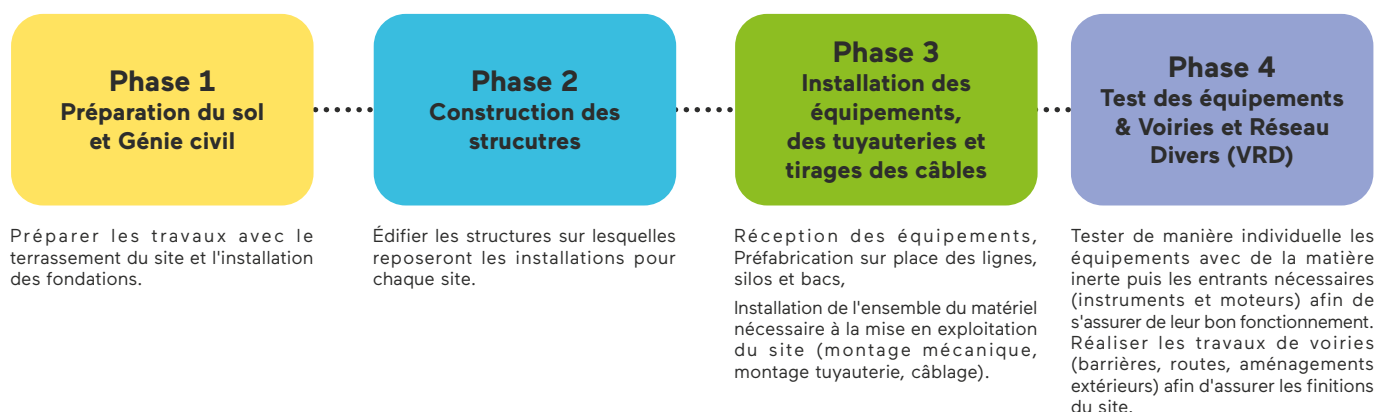 Phase 1
Préparation du sol
et Génie civil
Préparer les travaux avec le
terrassement du site et l'installation
des fondations.
Phase 2
Construction des
strucutres
Édifier les structures sur lesquelles
reposeront les installations pour
chaque site.
Phase 3
Installation des
équipements,
des tuyauteries et
tirages des câbles
Réception des équipements,
Préfabrication sur place des lignes,
silos et bacs,
Installation de l'ensemble du matériel
nécessaire à la mise en exploitation
du site (montage mécanique,
montage tuyauterie, câblage).
Phase 4
Test des équipements
& Voiries et Réseau
Divers (VRD)
Tester de manière individuelle les
équipements avec de la matière
inerte puis les entrants nécessaires
(instruments et moteurs) afin de
s'assurer de leur bon fonctionnement.
Réaliser les travaux de voiries
(barrières, routes, aménagements
extérieurs) afin d'assurer les finitions
du site.